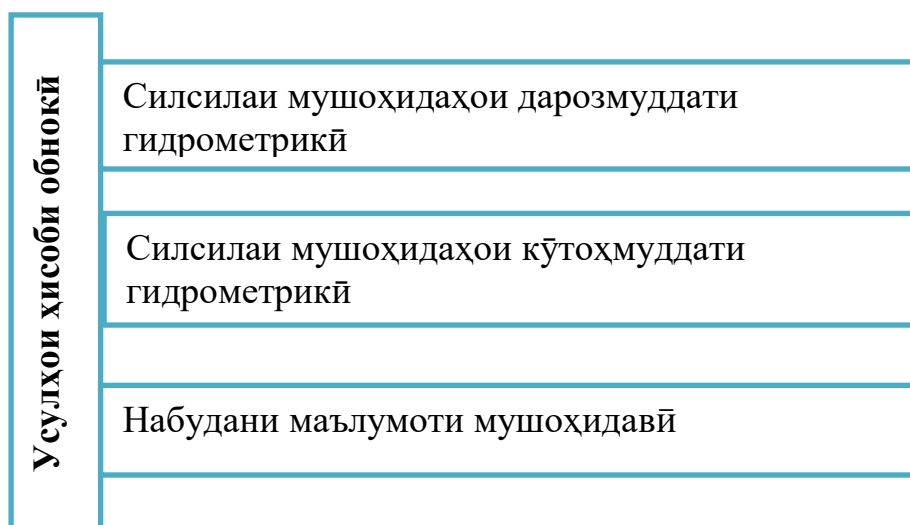 Усулҳои ҳисоби обнокӣ
Силсилаи мушоҳидаҳои дарозмуддати
гидрометрикӣ
Силсилаи мушоҳидаҳои кӯтоҳмуддати
гидрометрикӣ
Набудани маълумоти мушоҳидавӣ